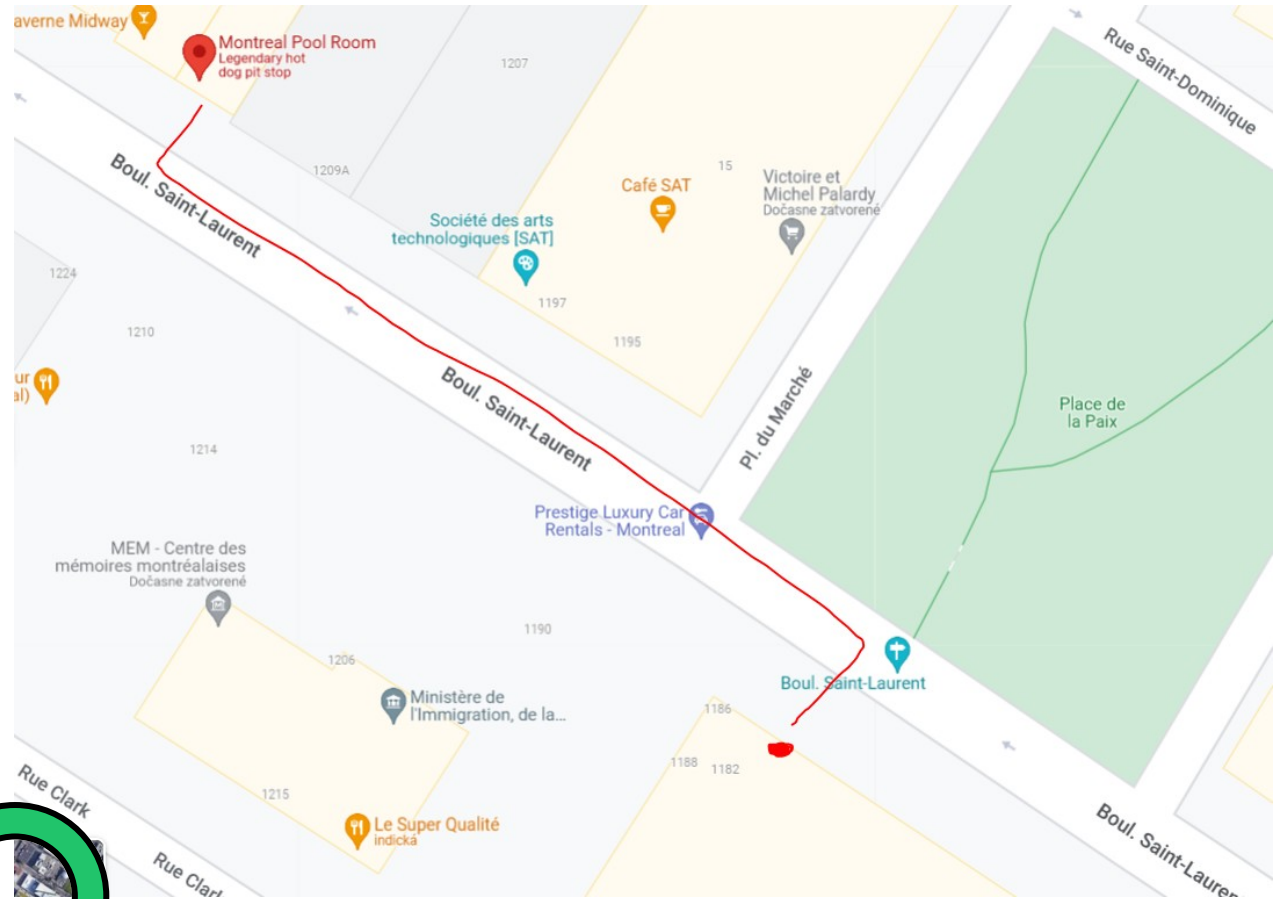 averne Midway
Montreal Pool Room
Legendary hot
dog pit stop
1207
Rue Saint-Dominique
Boul. Saint-Laurent
1209A
15
Café SAT
Victoire et
Michel Palardy
Dočasne zatvorené
Société des arts
technologiques [SAT]
1224
1197
1210
1195
ur
al)
Boul. Saint-Laurent
Pl. du Marché
Place de
la Paix
1214
Prestige Luxury Car
Rentals - Montreal
MEM - Centre des
mémoires montréalaises
Dočasne zatvorené
1190
1206
Boul. Saint-Laurent
Ministère de
l'Immigration, de la...
1186
1188
1182
Rue Clark
1215
Le Super Qualité
indická
Boul. Saint-Lauren
Rue Clark